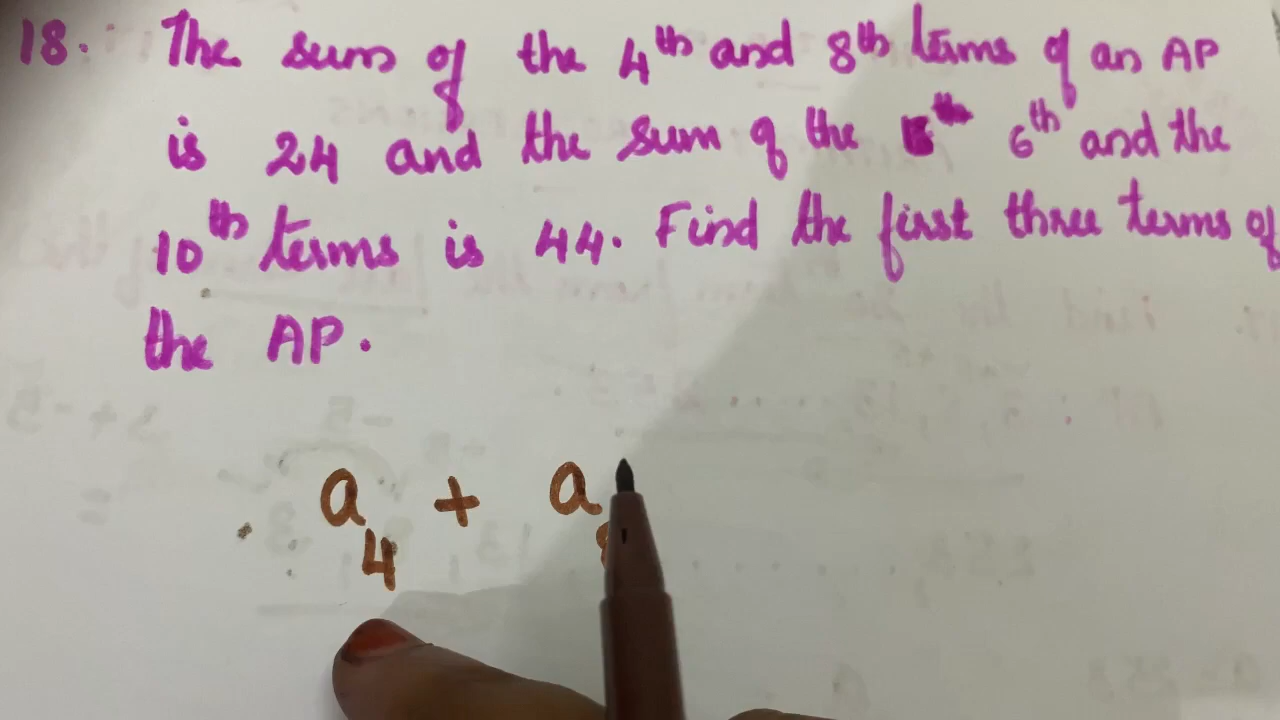 18. The sum of the 4th and 8th terms of an AP
is 24 and the sum of the 6th and the
10th terms is 44. Find the first three terms of
the AP.
a4 + a8